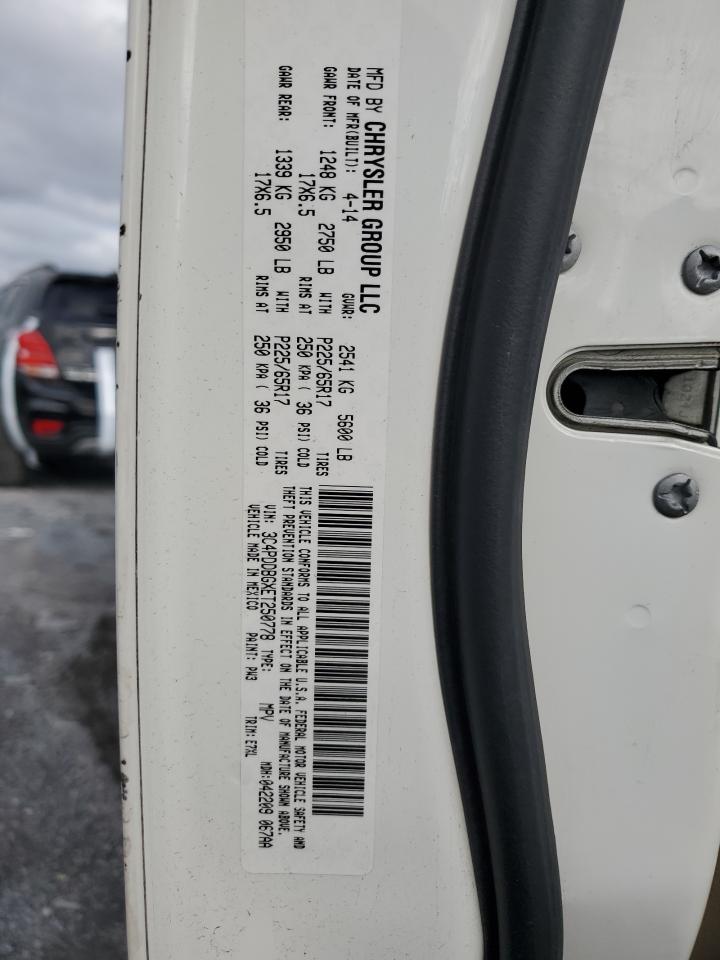 MFD BY CHRYSLER GROUP LLC
DATE OF MFR(BUILT): 4-14 GVWR: 2541 KG 5600 LB
GAWR FRONT: 1248 KG 2750 LB WITH P225/65R17 TIRES
17X6.5 RIMS AT 250 KPA ( 36 PSI) COLD
GAWR REAR: 1339 KG 2950 LB WITH P225/65R17 TIRES
17X6.5 RIMS AT 250 KPA ( 36 PSI) COLD
THIS VEHICLE CONFORMS TO ALL APPLICABLE U.S.A. FEDERAL MOTOR VEHICLE SAFETY AND
THEFT PREVENTION STANDARDS IN EFFECT ON THE DATE OF MANUFACTURE SHOWN ABOVE.
VIN: 3C4PDDBGXET250778 TYPE: MPV MDH:042209 067AA
VEHICLE MADE IN MEXICO PAINT: PW3 TRIM: E7XL